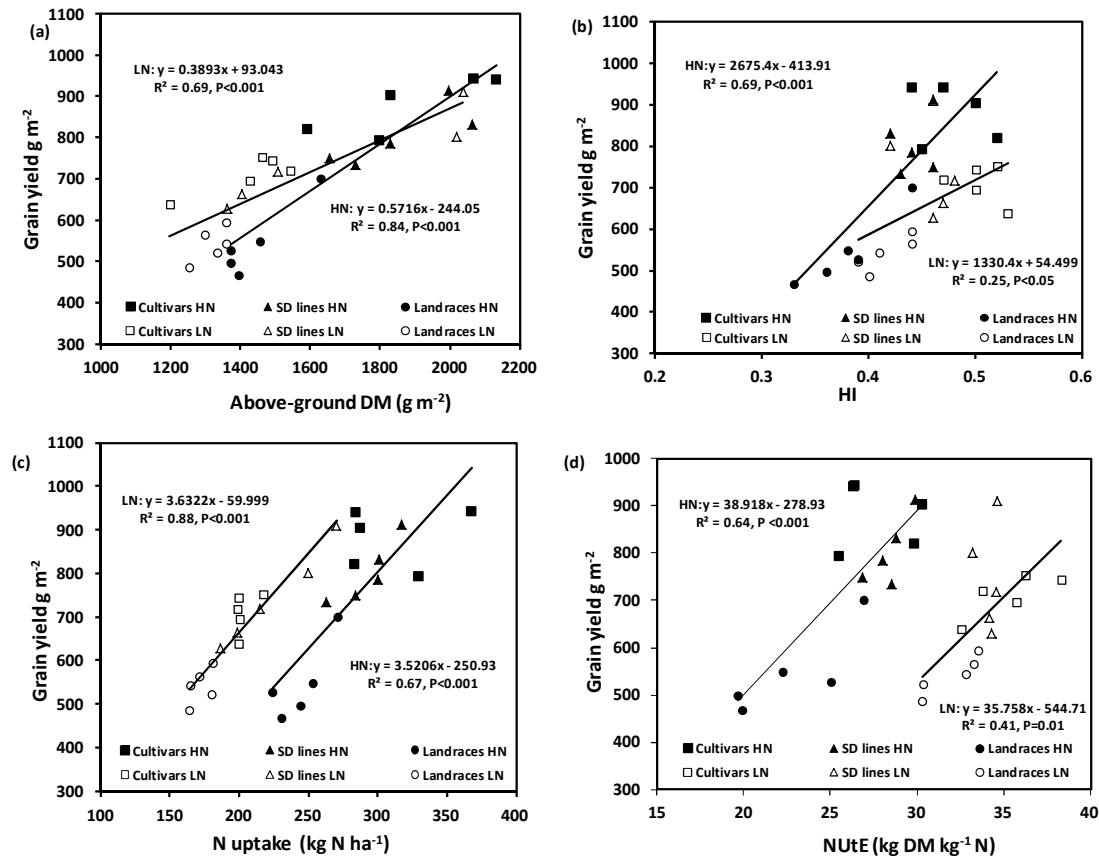 (a)
1100
1000
900
800
700
600
500
400
300
Grain yield g m⁻²
LN: y = 0.3893x + 93.043
R² = 0.69, P<0.001
HN: y = 0.5716x - 244.05
R² = 0.84, P<0.001
Cultivars HN SD lines HN Landraces HN
Cultivars LN SD lines LN Landraces LN
1000 1200 1400 1600 1800 2000 2200
Above-ground DM (g m⁻²)
(b)
1100
1000
900
800
700
600
500
400
300
Grain yield g m⁻²
HN: y = 2675.4x - 413.91
R² = 0.69, P<0.001
LN: y = 1330.4x + 54.499
R² = 0.25, P<0.05
Cultivars HN SD lines HN Landraces HN
Cultivars LN SD lines LN Landraces LN
0.2 0.3 0.4 0.5 0.6
HI
(c)
1100
1000
900
800
700
600
500
400
300
Grain yield g m⁻²
LN: y = 3.6322x - 59.999
R² = 0.88, P<0.001
HN: y = 3.5206x - 250.93
R² = 0.67, P<0.001
Cultivars HN SD lines HN Landraces HN
Cultivars LN SD lines LN Landraces LN
100 150 200 250 300 350 400
N uptake (kg N ha⁻¹)
(d)
1000
900
800
700
600
500
400
300
Grain yield g m⁻²
HN: y = 38.918x - 278.93
R² = 0.64, P <0.001
LN: y = 35.758x - 544.71
R² = 0.41, P=0.01
Cultivars HN SD lines HN Landraces HN
Cultivars LN SD lines LN Landraces LN
15 20 25 30 35 40
NUtE (kg DM kg⁻¹ N)